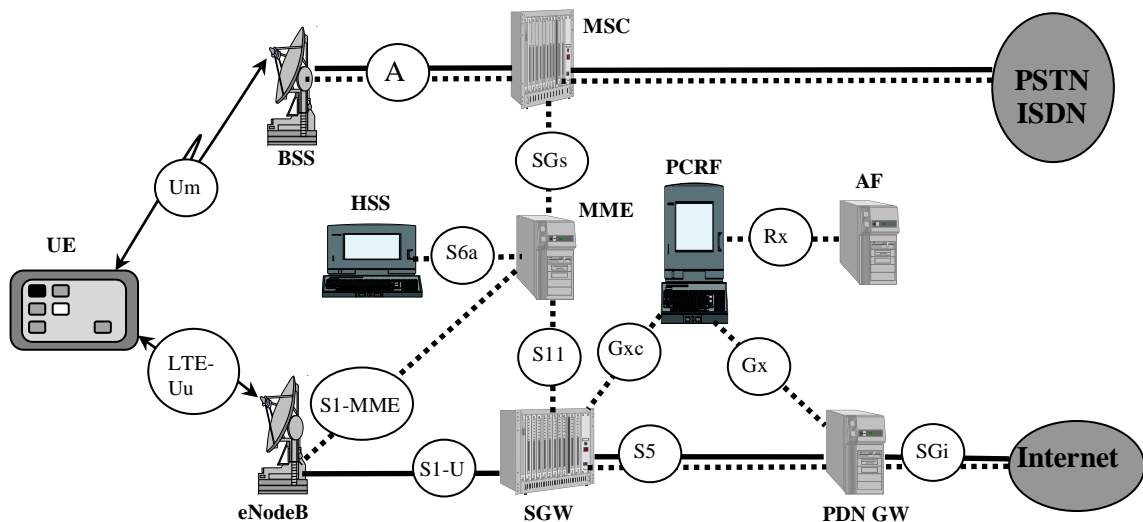 MSC
A
PSTN
ISDN
BSS
SGs
Um
PCRF
AF
HSS
MME
UE
S6a
Rx
LTE-
Uu
S11
Gxc
Gx
S1-MME
S1-U
S5
SGi
Internet
eNodeB
SGW
PDN GW